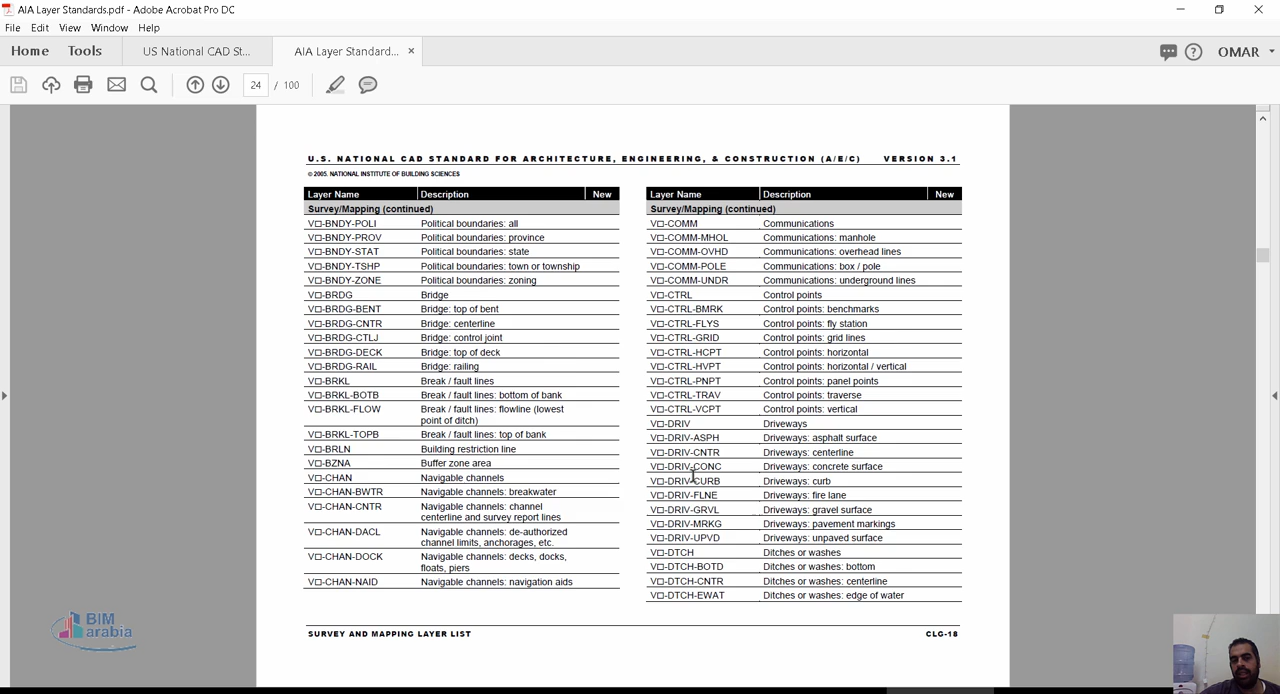 AIA Layer Standards.pdf - Adobe Acrobat Pro DC
File Edit View Window Help
Home Tools US National CAD St... AIA Layer Standard... × OMAR
24 / 100
U.S. NATIONAL CAD STANDARD FOR ARCHITECTURE, ENGINEERING, & CONSTRUCTION (A/E/C) VERSION 3.1
© 2005. NATIONAL INSTITUTE OF BUILDING SCIENCES
Layer Name Description New
Survey/Mapping (continued)
V□-BNDY-POLI Political boundaries: all
V□-BNDY-PROV Political boundaries: province
V□-BNDY-STAT Political boundaries: state
V□-BNDY-TSHP Political boundaries: town or township
V□-BNDY-ZONE Political boundaries: zoning
V□-BRDG Bridge
V□-BRDG-BENT Bridge: top of bent
V□-BRDG-CNTR Bridge: centerline
V□-BRDG-CTLJ Bridge: control joint
V□-BRDG-DECK Bridge: top of deck
V□-BRDG-RAIL Bridge: railing
V□-BRKL Break / fault lines
V□-BRKL-BOTB Break / fault lines: bottom of bank
V□-BRKL-FLOW Break / fault lines: flowline (lowest
point of ditch)
V□-BRKL-TOPB Break / fault lines: top of bank
V□-BRLN Building restriction line
V□-BZNA Buffer zone area
V□-CHAN Navigable channels
V□-CHAN-BWTR Navigable channels: breakwater
V□-CHAN-CNTR Navigable channels: channel
centerline and survey report lines
V□-CHAN-DACL Navigable channels: de-authorized
channel limits, anchorages, etc.
V□-CHAN-DOCK Navigable channels: decks, docks,
floats, piers
V□-CHAN-NAID Navigable channels: navigation aids
Layer Name Description New
Survey/Mapping (continued)
V□-COMM Communications
V□-COMM-MHOL Communications: manhole
V□-COMM-OVHD Communications: overhead lines
V□-COMM-POLE Communications: box / pole
V□-COMM-UNDR Communications: underground lines
V□-CTRL Control points
V□-CTRL-BMRK Control points: benchmarks
V□-CTRL-FLYS Control points: fly station
V□-CTRL-GRID Control points: grid lines
V□-CTRL-HCPT Control points: horizontal
V□-CTRL-HVPT Control points: horizontal / vertical
V□-CTRL-PNPT Control points: panel points
V□-CTRL-TRAV Control points: traverse
V□-CTRL-VCPT Control points: vertical
V□-DRIV Driveways
V□-DRIV-ASPH Driveways: asphalt surface
V□-DRIV-CNTR Driveways: centerline
V□-DRIV-CONC Driveways: concrete surface
V□-DRIV-CURB Driveways: curb
V□-DRIV-FLNE Driveways: fire lane
V□-DRIV-GRVL Driveways: gravel surface
V□-DRIV-MRKG Driveways: pavement markings
V□-DRIV-UPVD Driveways: unpaved surface
V□-DTCH Ditches or washes
V□-DTCH-BOTD Ditches or washes: bottom
V□-DTCH-CNTR Ditches or washes: centerline
V□-DTCH-EWAT Ditches or washes: edge of water
SURVEY AND MAPPING LAYER LIST CLG-18
BIM
arabia